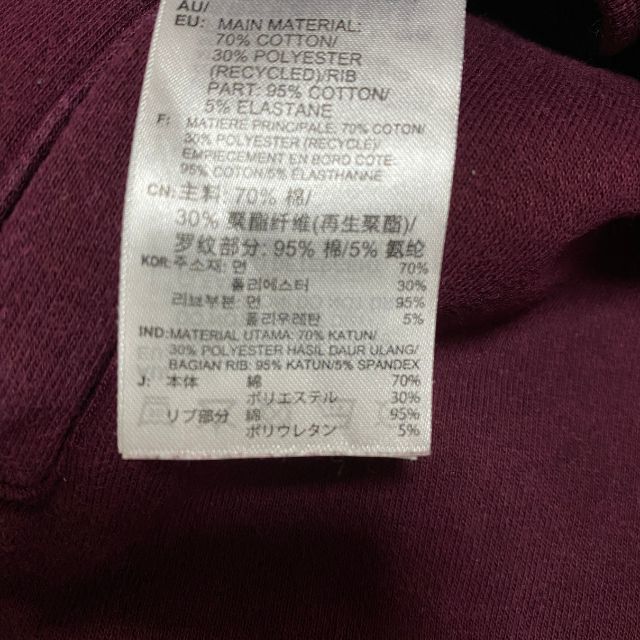 AU/
EU: MAIN MATERIAL:
70% COTTON/
30% POLYESTER
(RECYCLED)/RIB
PART: 95% COTTON/
5% ELASTANE
F: MATIERE PRINCIPALE: 70% COTON/
30% POLYESTER (RECYCLE)/
EMPIECEMENT EN BORD COTE:
95% COTON/5% ELASTHANNE
CN: 主料: 70% 棉/
30% 聚酯纤维(再生聚酯)/
罗纹部分: 95% 棉/5% 氨纶
KOR: 주소재: 면 70%
폴리에스터 30%
리브부분: 면 95%
폴리우레탄 5%
IND: MATERIAL UTAMA: 70% KATUN/
30% POLYESTER HASIL DAUR ULANG/
BAGIAN RIB: 95% KATUN/5% SPANDEX
J: 本体 綿 70%
ポリエステル 30%
リブ部分 綿 95%
ポリウレタン 5%